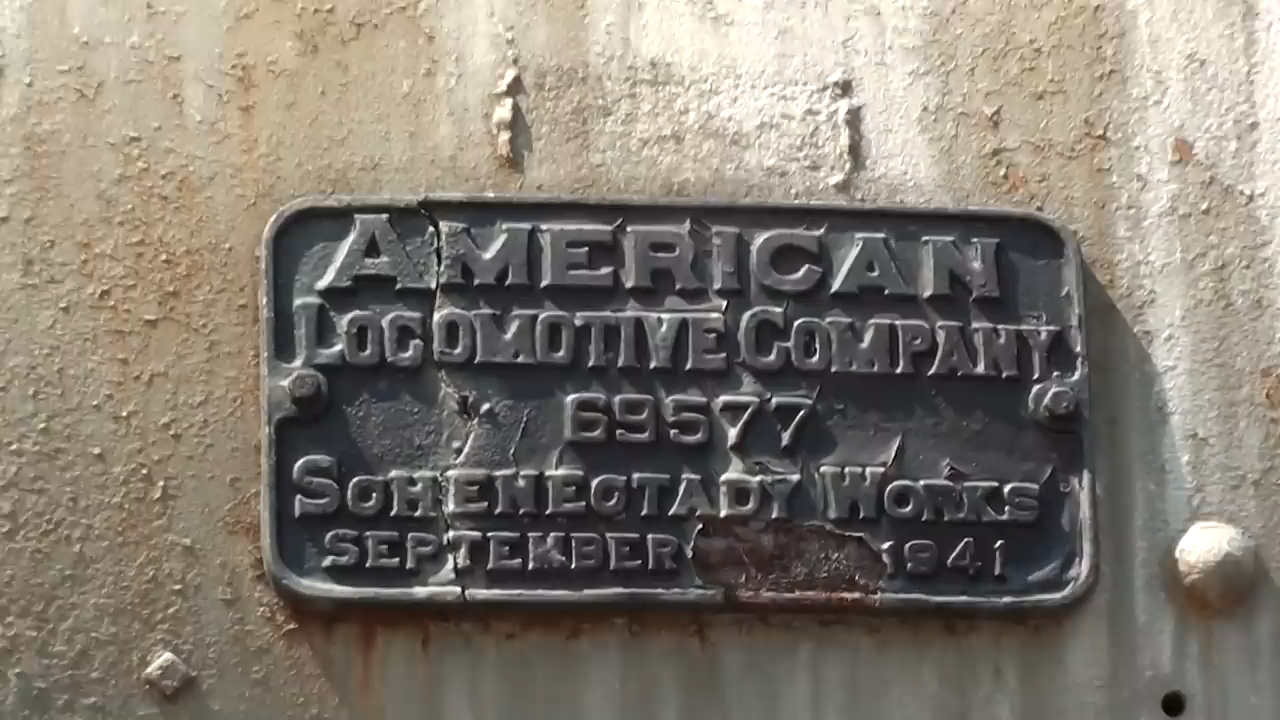 AMERICAN
LOCOMOTIVE COMPANY
69577
SCHENECTADY WORKS
SEPTEMBER 1941